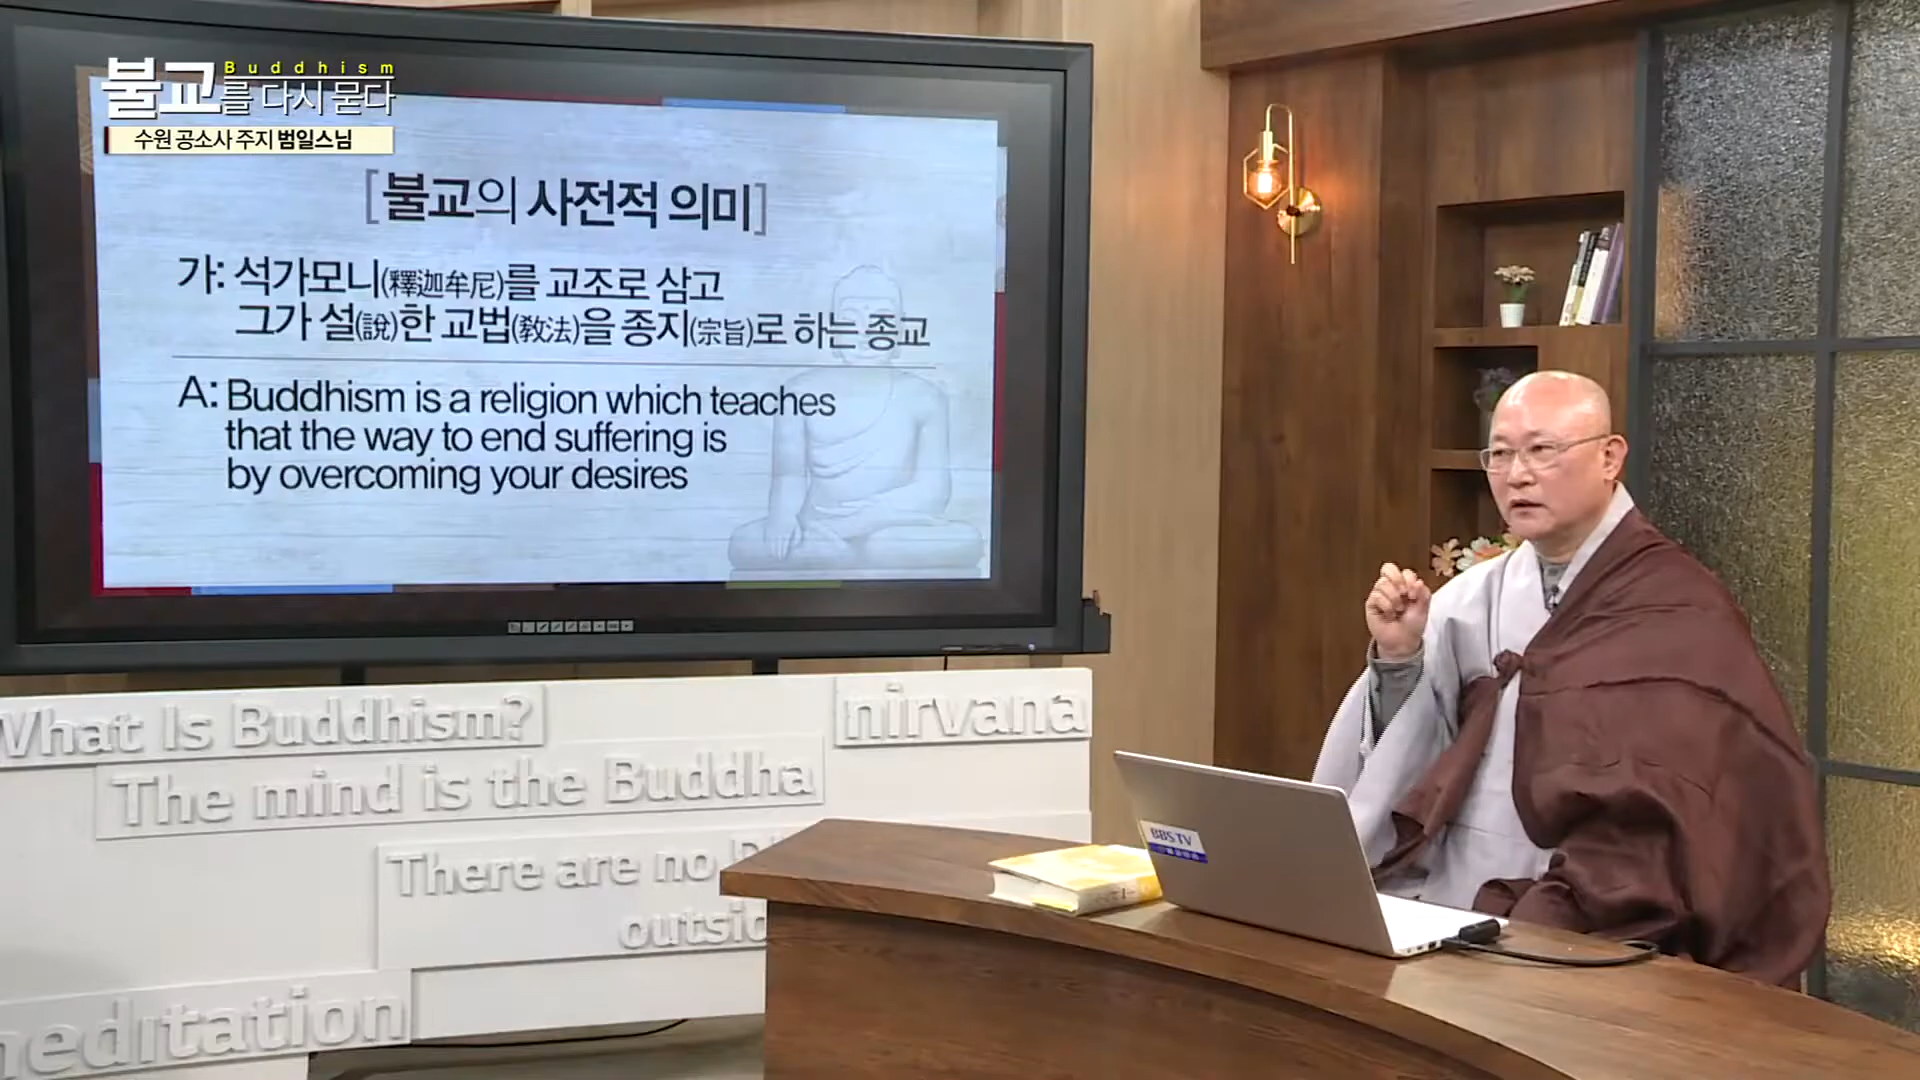 Buddhism
불교를 다시 묻다
수원 공소사 주지 범일스님
[불교의 사전적 의미]
가: 석가모니(釋迦牟尼)를 교조로 삼고
그가 설(說)한 교법(敎法)을 종지(宗旨)로 하는 종교
A: Buddhism is a religion which teaches
that the way to end suffering is
by overcoming your desires
What Is Buddhism?
nirvana
The mind is the Buddha
There are no
meditation
BBS TV